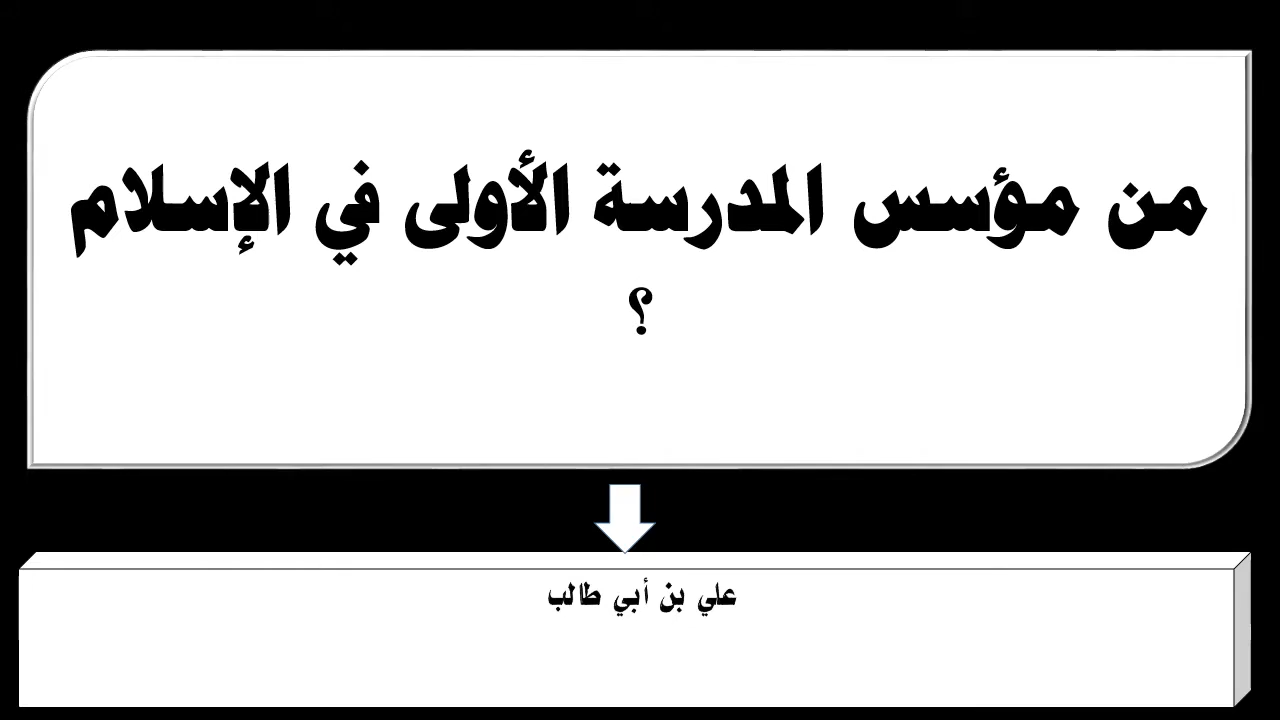 من مؤسس المدرسة الأولى في الإسلام
؟
علي بن أبي طالب